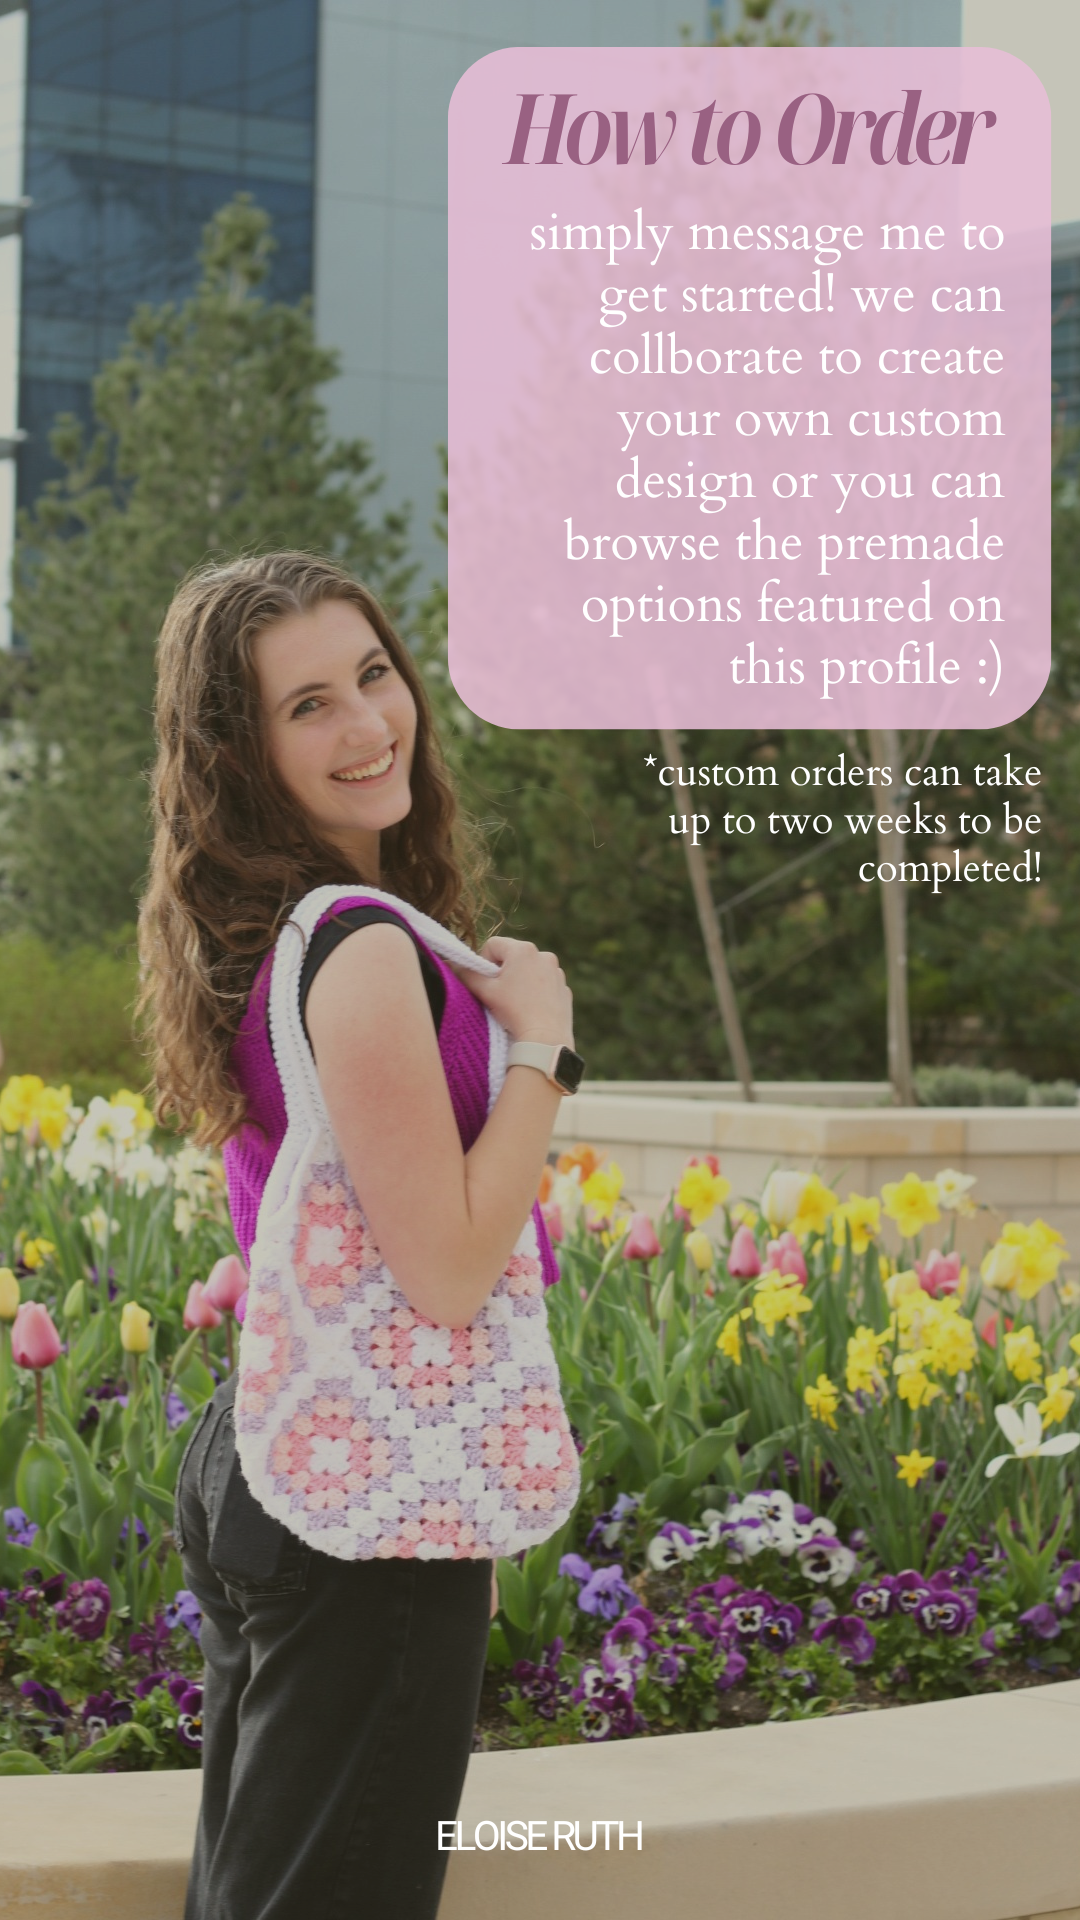 How to Order
simply message me to
get started! we can
collborate to create
your own custom
design or you can
browse the premade
options featured on
this profile :)
*custom orders can take
up to two weeks to be
completed!
ELOISE RUTH